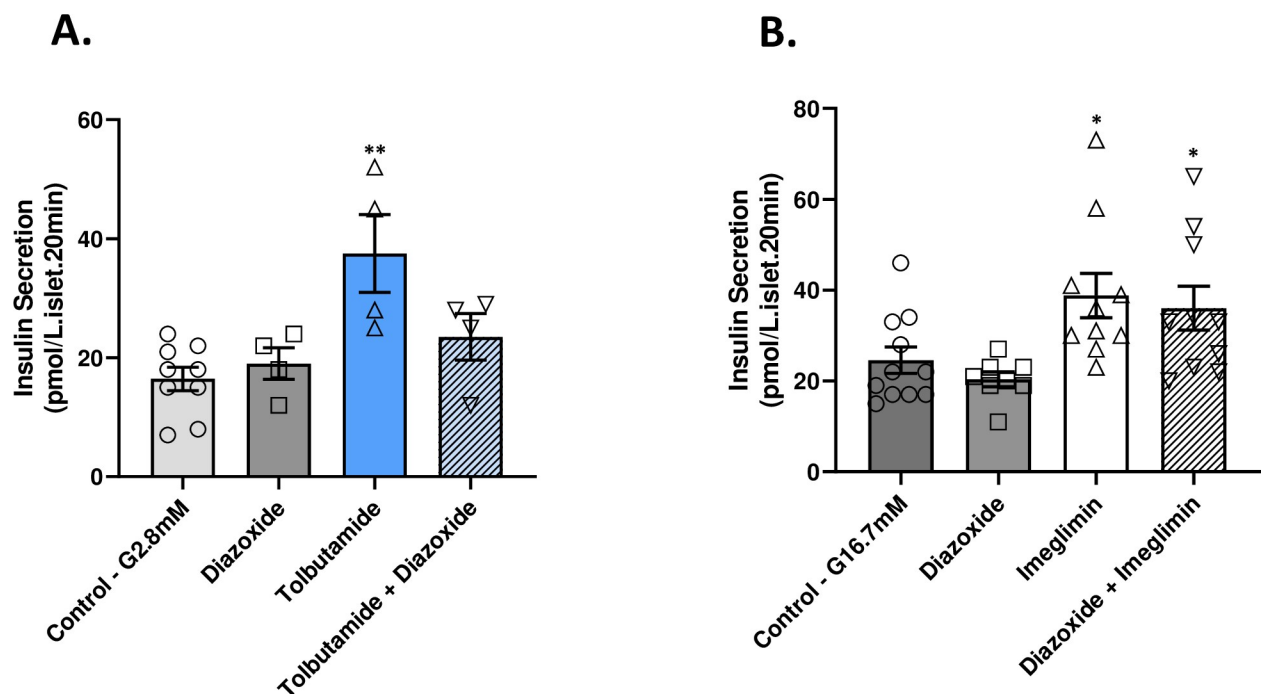 A.
Insulin Secretion
(pmol/L.islet.20min)
60
40
20
0
**
Control - G2.8mM
Diazoxide
Tolbutamide
Tolbutamide + Diazoxide
B.
Insulin Secretion
(pmol/L.islet.20min)
80
60
40
20
0
*
*
Control - G16.7mM
Diazoxide
Imeglimin
Diazoxide + Imeglimin